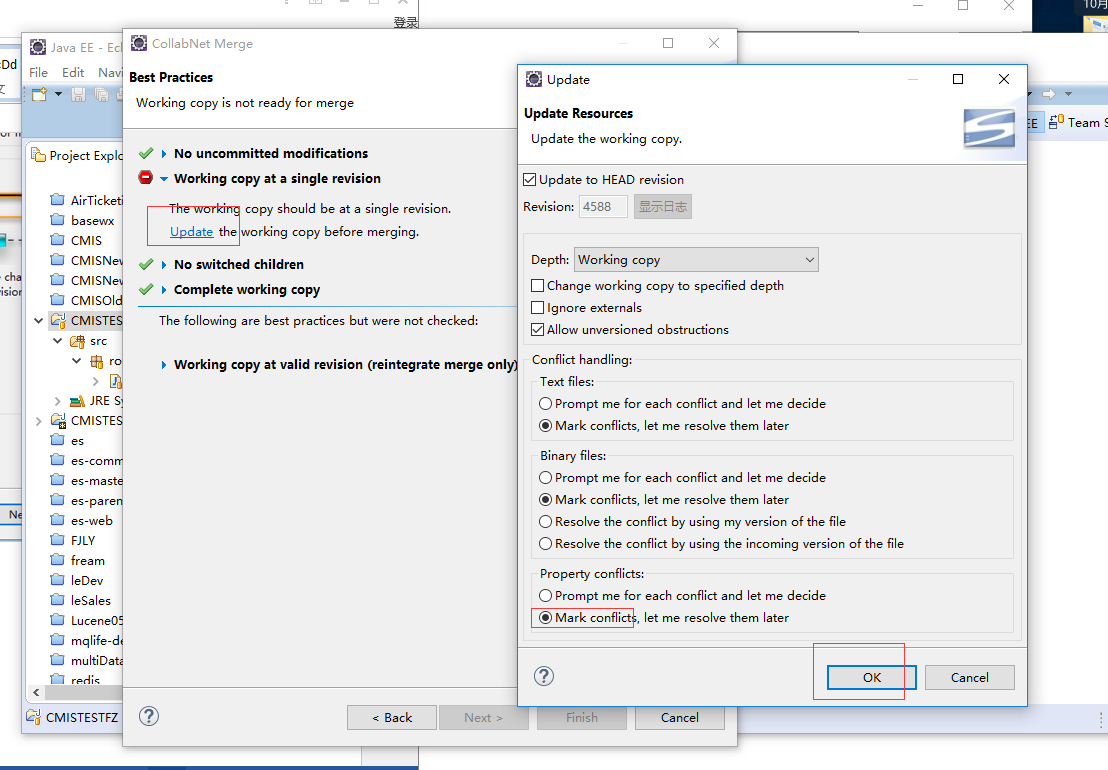 登录
10月
Java EE - Ecl
File Edit Navi
Project Explo
AirTicketi
basewx
CMIS
CMISNew
CMISNew
CMISOld
CMISTES
src
ro
JRE Sy
CMISTES
es
es-comm
es-maste
es-paren
es-web
FJLY
fream
leDev
leSales
Lucene05
mqlife-de
multiData
redis
CMISTESTFZ
CollabNet Merge
Best Practices
Working copy is not ready for merge
No uncommitted modifications
Working copy at a single revision
The working copy should be at a single revision.
Update the working copy before merging.
No switched children
Complete working copy
The following are best practices but were not checked:
Working copy at valid revision (reintegrate merge only)
< Back
Next >
Finish
Cancel
Update
Update Resources
Update the working copy.
Update to HEAD revision
Revision: 4588 显示日志
Depth: Working copy
Change working copy to specified depth
Ignore externals
Allow unversioned obstructions
Conflict handling:
Text files:
Prompt me for each conflict and let me decide
Mark conflicts, let me resolve them later
Binary files:
Prompt me for each conflict and let me decide
Mark conflicts, let me resolve them later
Resolve the conflict by using my version of the file
Resolve the conflict by using the incoming version of the file
Property conflicts:
Prompt me for each conflict and let me decide
Mark conflicts, let me resolve them later
OK
Cancel
EE
Team S